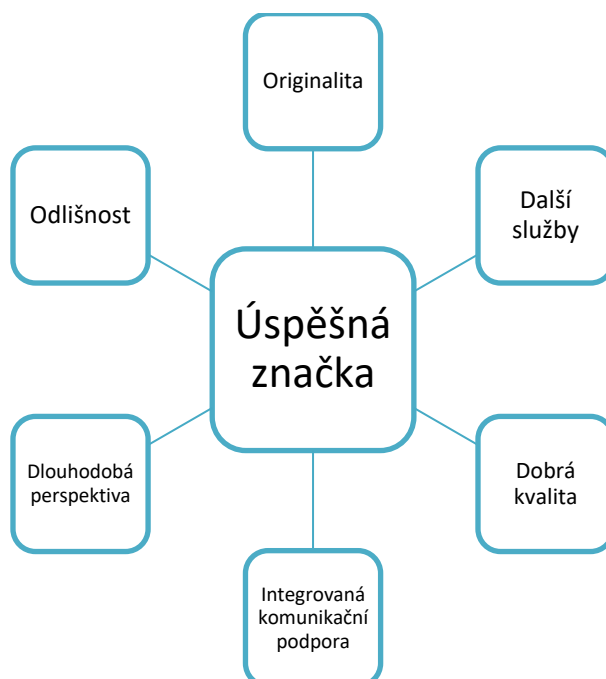 Originalita
Odlišnost
Další
služby
Úspěšná
značka
Dlouhodobá
perspektiva
Dobrá
kvalita
Integrovaná
komunikační
podpora